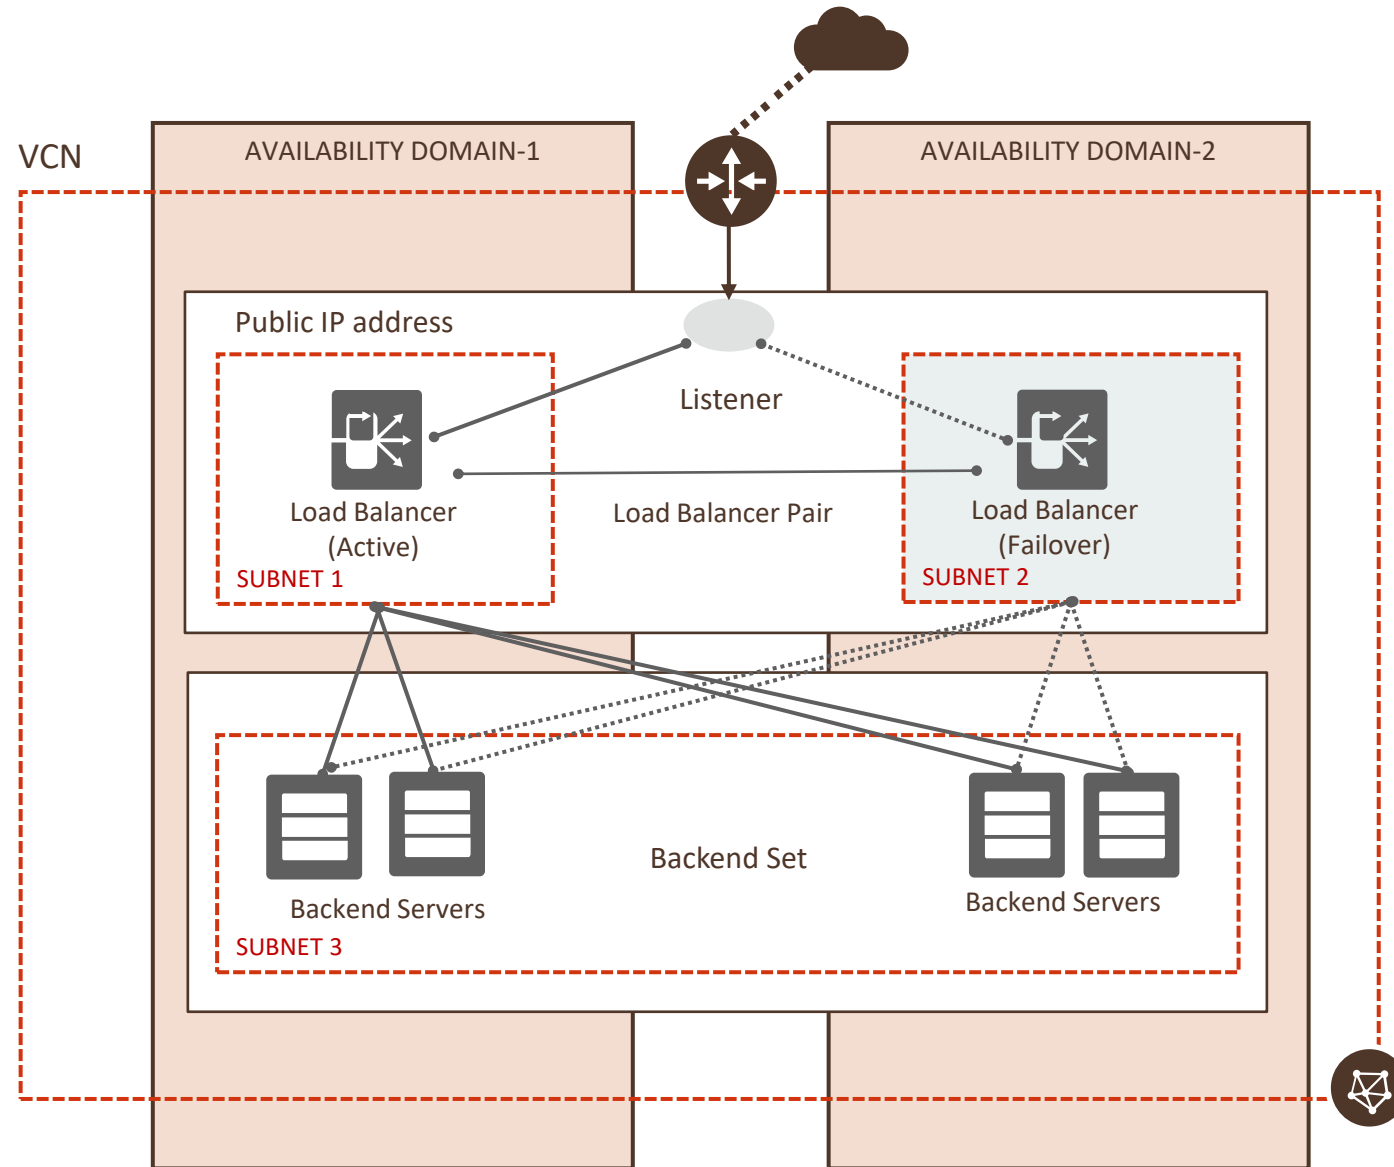 VCN
AVAILABILITY DOMAIN-1
AVAILABILITY DOMAIN-2
Public IP address
Listener
Load Balancer
(Active)
SUBNET 1
Load Balancer Pair
Load Balancer
(Failover)
SUBNET 2
Backend Set
Backend Servers
Backend Servers
SUBNET 3